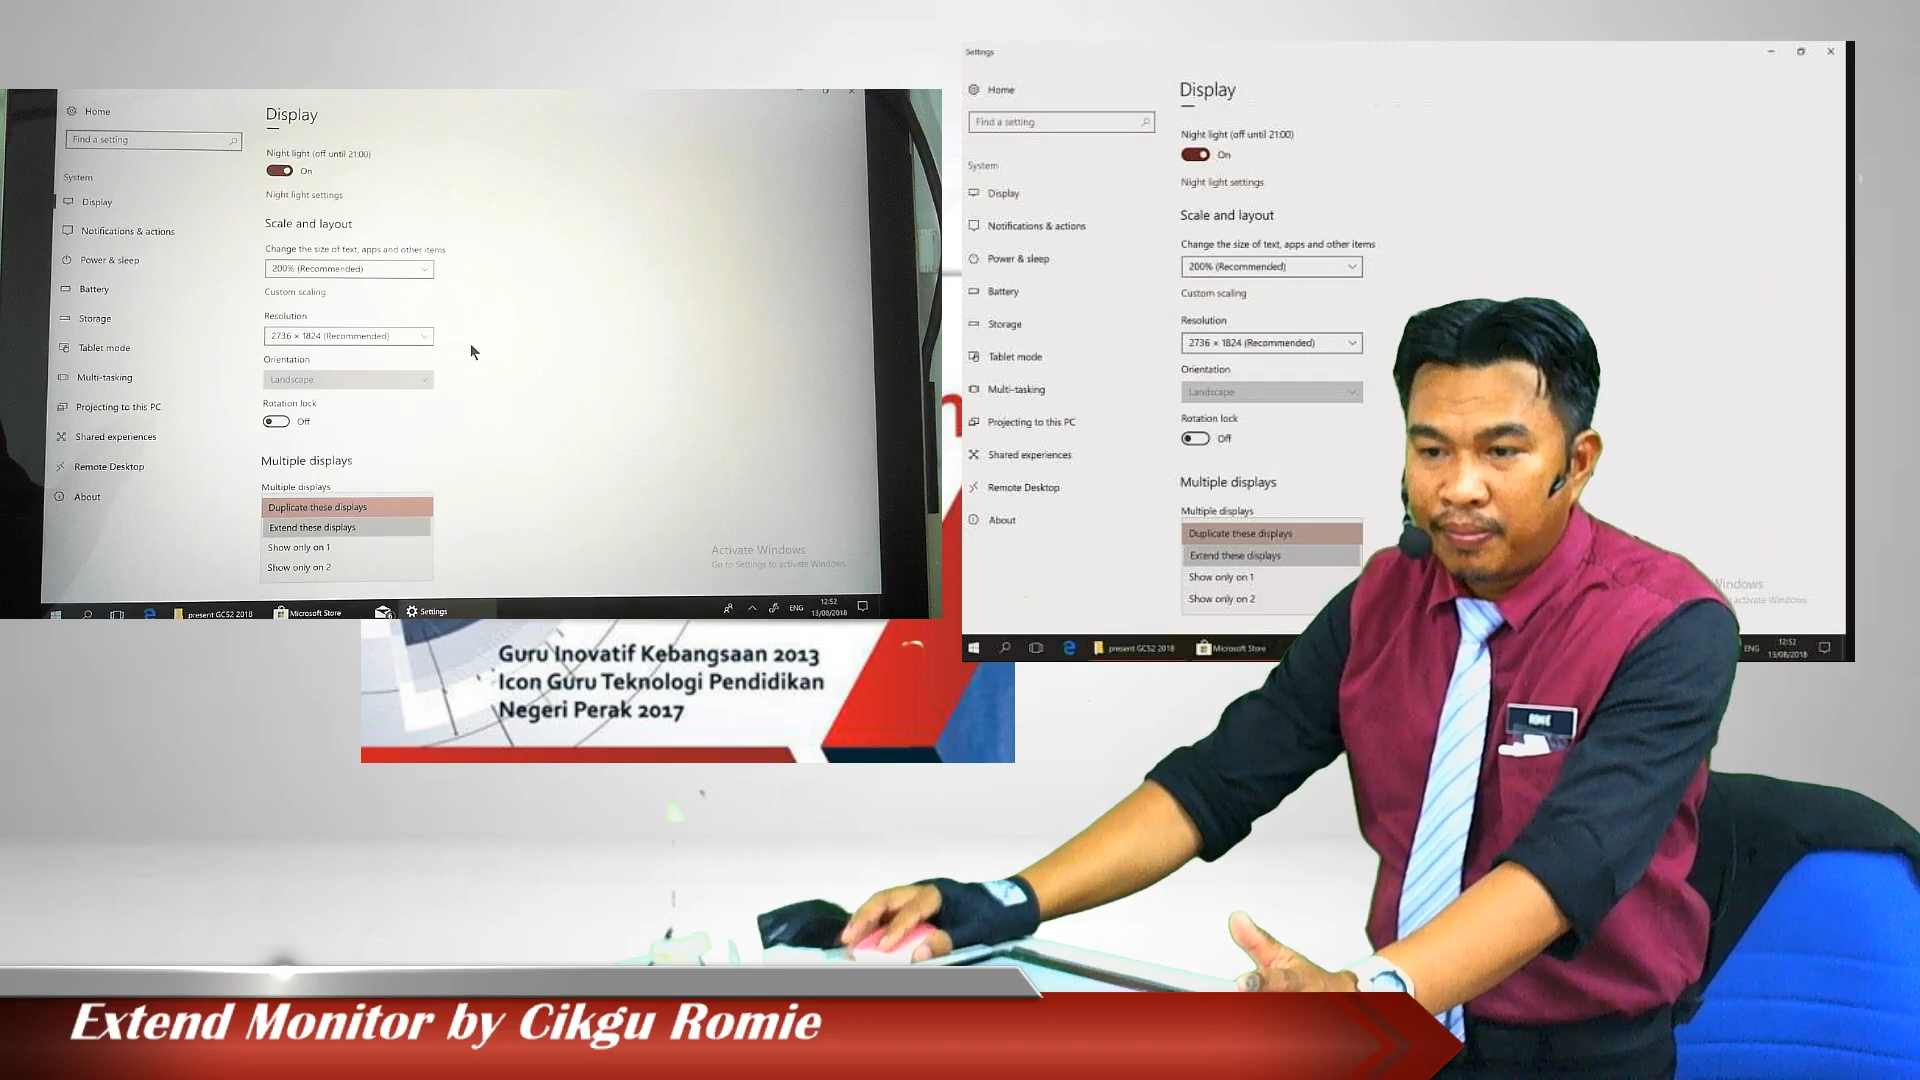 Home
Display
Find a setting
Night light (off until 21:00)
On
System
Night light settings
Display
Scale and layout
Notifications & actions
Change the size of text, apps and other items
Power & sleep
200% (Recommended)
Battery
Custom scaling
Storage
Resolution
2736 × 1824 (Recommended)
Tablet mode
Orientation
Multi-tasking
Landscape
Projecting to this PC
Rotation lock
Off
Shared experiences
Multiple displays
Remote Desktop
Multiple displays
About
Duplicate these displays
Extend these displays
Show only on 1
Show only on 2
Activate Windows
Go to Settings to activate Windows.
present GCS2 2018
Microsoft Store
Settings
ENG
12:52
13/08/2018
Settings
Home
Display
Find a setting
Night light (off until 21:00)
On
System
Night light settings
Display
Scale and layout
Notifications & actions
Change the size of text, apps and other items
Power & sleep
200% (Recommended)
Battery
Custom scaling
Storage
Resolution
2736 × 1824 (Recommended)
Tablet mode
Orientation
Multi-tasking
Landscape
Projecting to this PC
Rotation lock
Off
Shared experiences
Multiple displays
Remote Desktop
Multiple displays
About
Duplicate these displays
Extend these displays
Show only on 1
Show only on 2
Windows
activate Windows.
present GCS2 2018
Microsoft Store
ENG
12:52
13/08/2018
Guru Inovatif Kebangsaan 2013
Icon Guru Teknologi Pendidikan
Negeri Perak 2017
Extend Monitor by Cikgu Romie